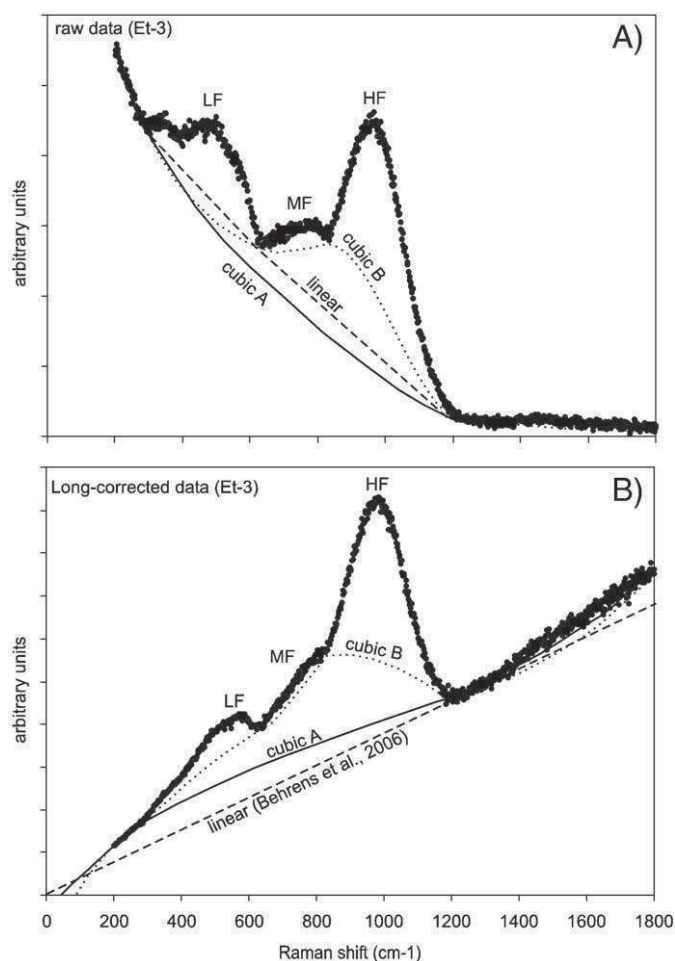 raw data (Et-3)
A)
LF
HF
MF
cubic B
linear
cubic A
arbitrary units
Long-corrected data (Et-3)
B)
HF
MF
cubic B
LF
cubic A
linear (Behrens et al., 2006)
arbitrary units
0 200 400 600 800 1000 1200 1400 1600 1800
Raman shift (cm-1)